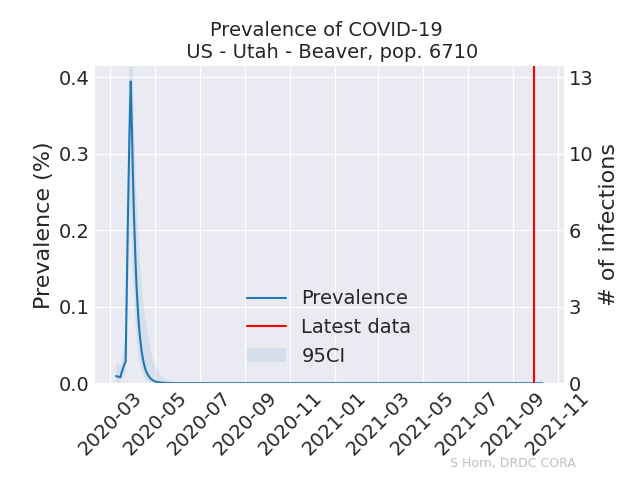 Prevalence of COVID-19
US - Utah - Beaver, pop. 6710
Prevalence (%)
0.4
0.3
0.2
0.1
0.0
13
10
6
3
0
# of infections
Prevalence
Latest data
95CI
2020-03
2020-05
2020-07
2020-09
2020-11
2021-01
2021-03
2021-05
2021-07
2021-09
2021-11
S Horn, DRDC CORA